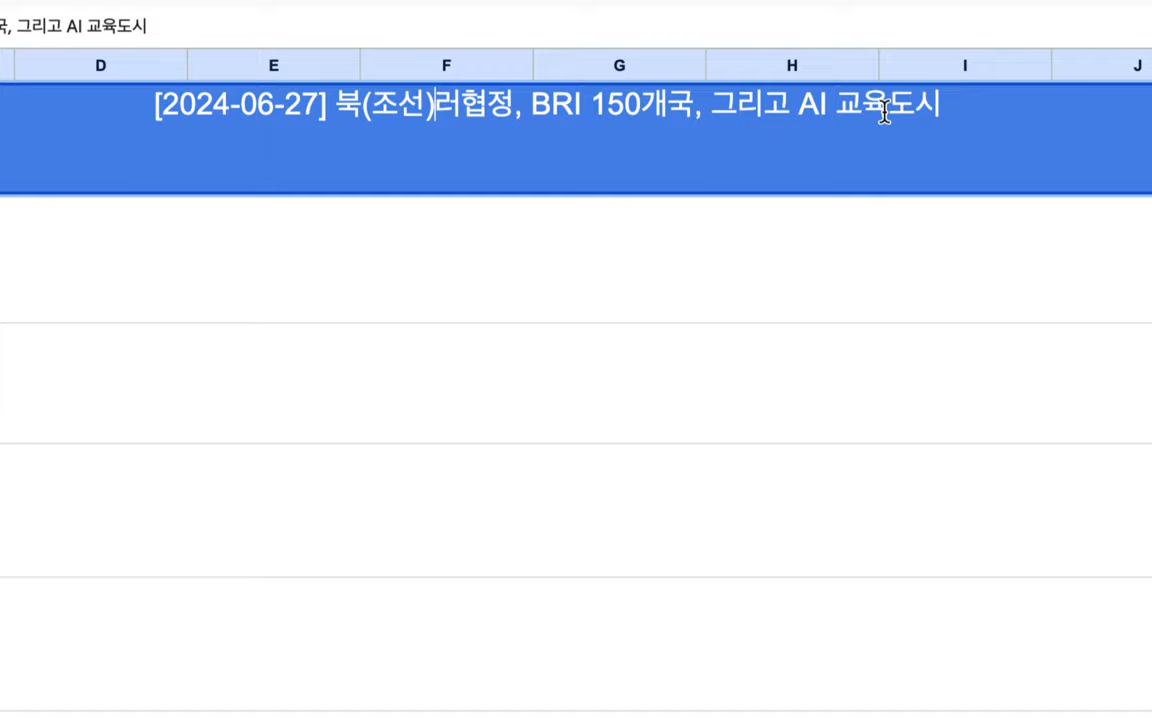 , 그리고 AI 교육도시
D E F G H I J
[2024-06-27] 북(조선)러협정, BRI 150개국, 그리고 AI 교육도시